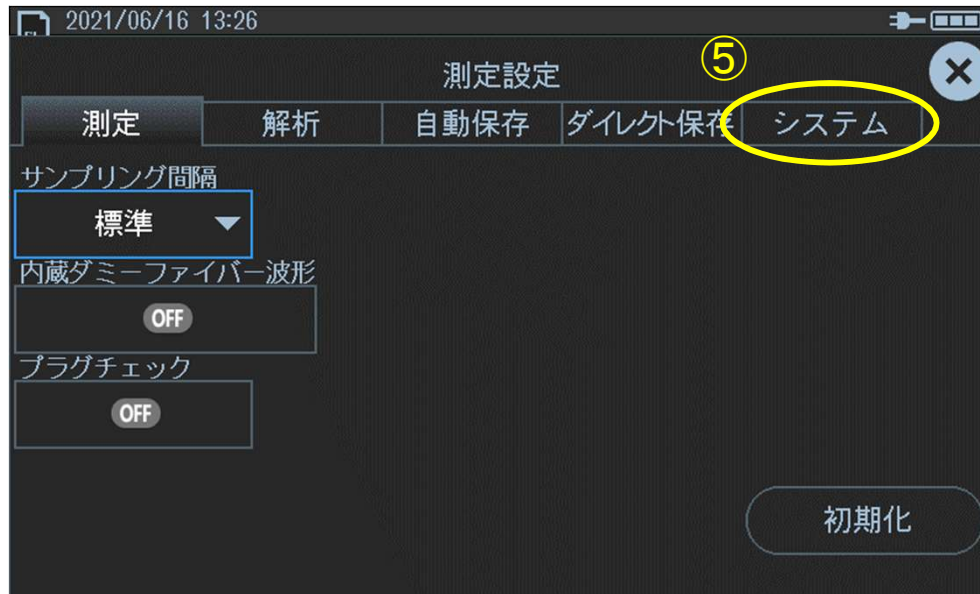 2021/06/16 13:26
測定設定
⑤
測定 解析 自動保存 ダイレクト保存 システム
サンプリング間隔
標準
内蔵ダミーファイバー波形
OFF
プラグチェック
OFF
初期化